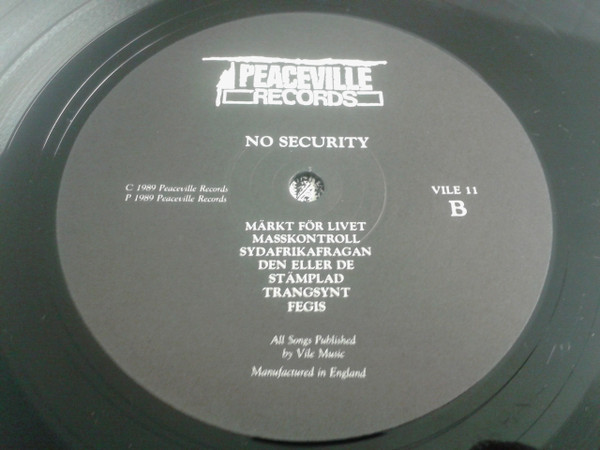 PEACEVILLE
RECORDS
NO SECURITY
C 1989 Peaceville Records
P 1989 Peaceville Records
VILE 11
B
MÄRKT FÖR LIVET
MASSKONTROLL
SYDAFRIKAFRAGAN
DEN ELLER DE
STÄMPLAD
TRANGSYNT
FEGIS
All Songs Published
by Vile Music
Manufactured in England